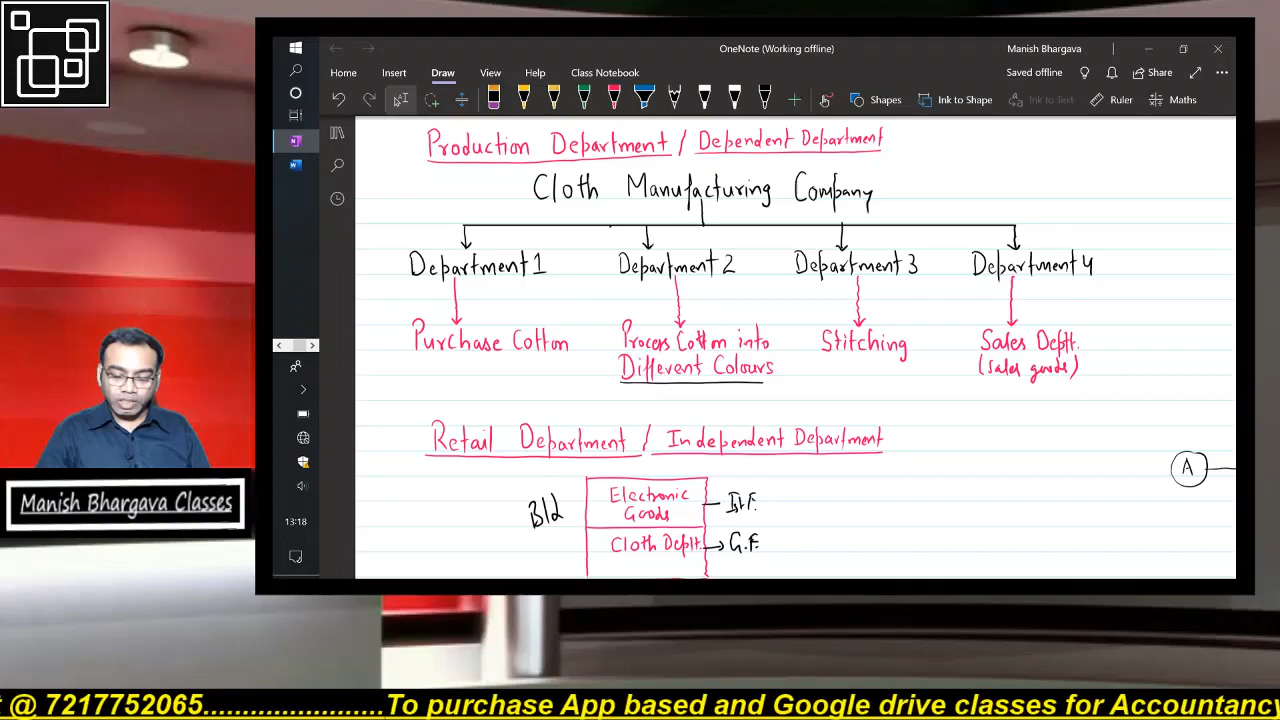 OneNote (Working offline)
Manish Bhargava
Home Insert Draw View Help Class Notebook
Saved offline
Share
Shapes
Ink to Shape
Ink to Text
Ruler
Maths
Production Department / Dependent Department
Cloth Manufacturing Company
Department 1 Department 2 Department 3 Department 4
Purchase Cotton
Process Cotton into
Different Colours
Stitching
Sales Deptt.
(Sales goods)
Retail Department / Independent Department
A
Electronic
Goods
Cloth Deptt.
G.F.
Manish Bhargava Classes
13:18
t @ 7217752065.......................To purchase App based and Google drive classes for Accountancy